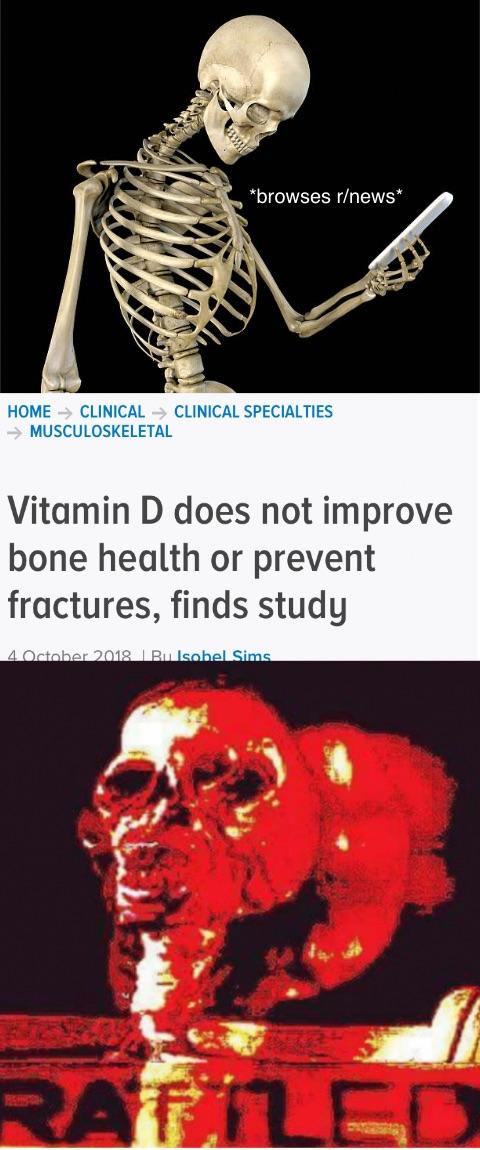 *browses r/news*
HOME → CLINICAL → CLINICAL SPECIALTIES
→ MUSCULOSKELETAL
Vitamin D does not improve
bone health or prevent
fractures, finds study
4 October 2018 | By Isobel Sims
RATTLED